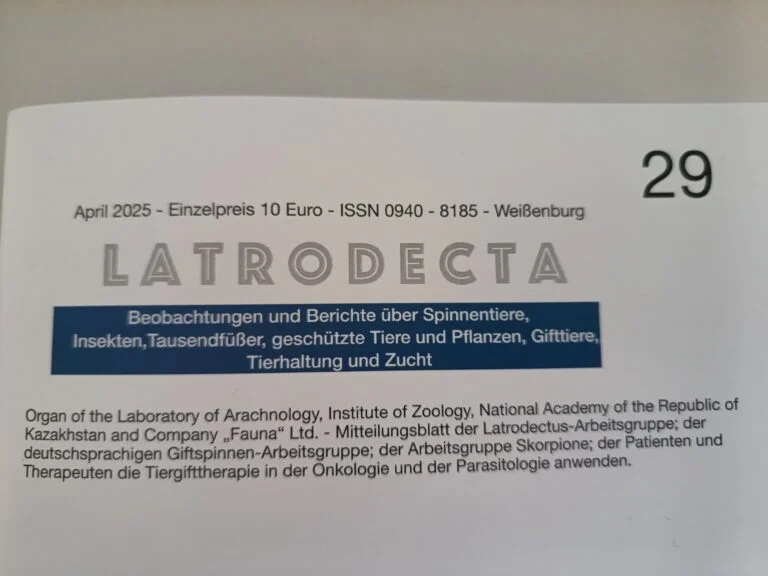 29
April 2025 - Einzelpreis 10 Euro - ISSN 0940 - 8185 - Weißenburg
LATRODECTA
Beobachtungen und Berichte über Spinnentiere,
Insekten,Tausendfüßer, geschützte Tiere und Pflanzen, Gifttiere,
Tierhaltung und Zucht
Organ of the Laboratory of Arachnology, Institute of Zoology, National Academy of the Republic of
Kazakhstan and Company „Fauna“ Ltd. - Mitteilungsblatt der Latrodectus-Arbeitsgruppe; der
deutschsprachigen Giftspinnen-Arbeitsgruppe; der Arbeitsgruppe Skorpione; der Patienten und
Therapeuten die Tiergifttherapie in der Onkologie und der Parasitologie anwenden.